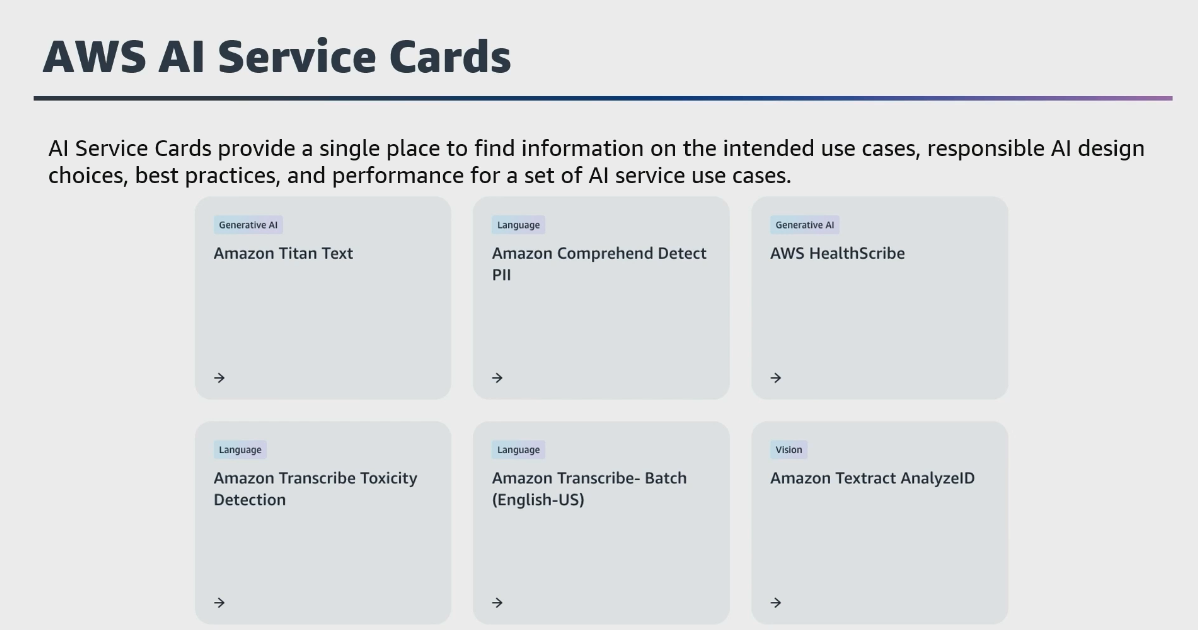 AWS AI Service Cards
AI Service Cards provide a single place to find information on the intended use cases, responsible AI design
choices, best practices, and performance for a set of AI service use cases.
Generative AI
Amazon Titan Text
Language
Amazon Comprehend Detect
PII
Generative AI
AWS HealthScribe
Language
Amazon Transcribe Toxicity
Detection
Language
Amazon Transcribe- Batch
(English-US)
Vision
Amazon Textract AnalyzeID